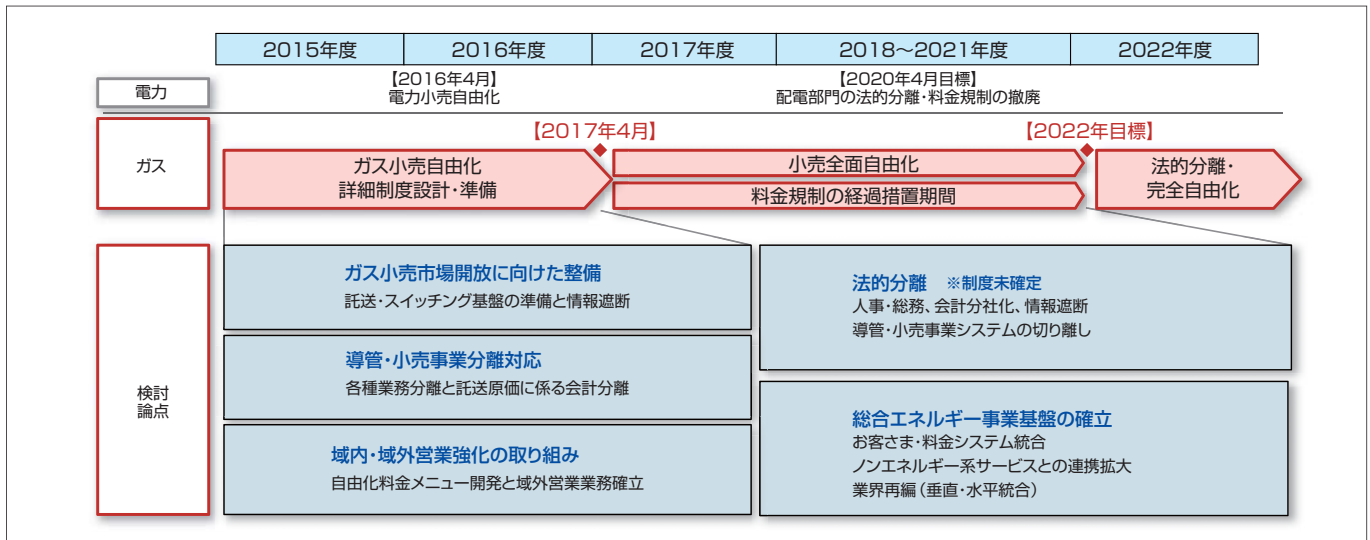 2015年度
2016年度
2017年度
2018～2021年度
2022年度
電力
【2016年4月】
電力小売自由化
【2020年4月目標】
配電部門の法的分離・料金規制の撤廃
【2017年4月】
【2022年目標】
ガス
ガス小売自由化
詳細制度設計・準備
小売全面自由化
料金規制の経過措置期間
法的分離・
完全自由化
検討
論点
ガス小売市場開放に向けた整備
託送・スイッチング基盤の準備と情報遮断
導管・小売事業分離対応
各種業務分離と託送原価に係る会計分離
域内・域外営業強化の取り組み
自由化料金メニュー開発と域外営業業務確立
法的分離 ※制度未確定
人事・総務、会計分社化、情報遮断
導管・小売事業システムの切り離し
総合エネルギー事業基盤の確立
お客さま・料金システム統合
ノンエネルギー系サービスとの連携拡大
業界再編（垂直・水平統合）